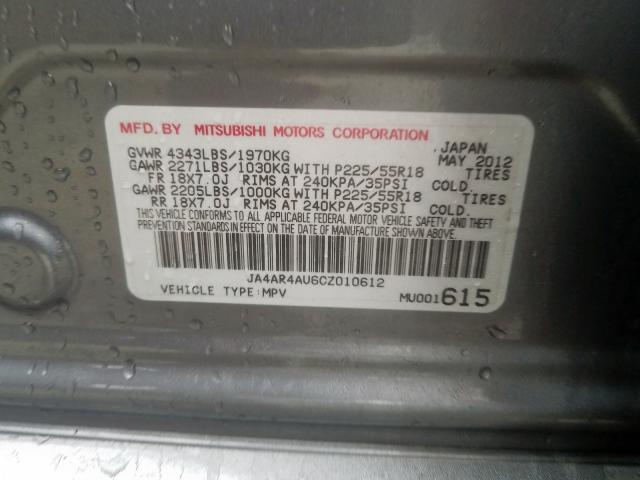 MFD. BY MITSUBISHI MOTORS CORPORATION
GVWR 4343LBS/1970KG JAPAN MAY 2012
GAWR 2271LBS/1030KG WITH P225/55R18 TIRES
FR 18X7.0J RIMS AT 240KPA/35PSI COLD.
GAWR 2205LBS/1000KG WITH P225/55R18 TIRES
RR 18X7.0J RIMS AT 240KPA/35PSI COLD.
THIS VEHICLE CONFORMS TO ALL APPLICABLE FEDERAL MOTOR VEHICLE SAFETY AND THEFT
PREVENTION STANDARDS IN EFFECT ON THE DATE OF MANUFACTURE SHOWN ABOVE.
JA4AR4AU6CZ010612
VEHICLE TYPE:MPV MU001615